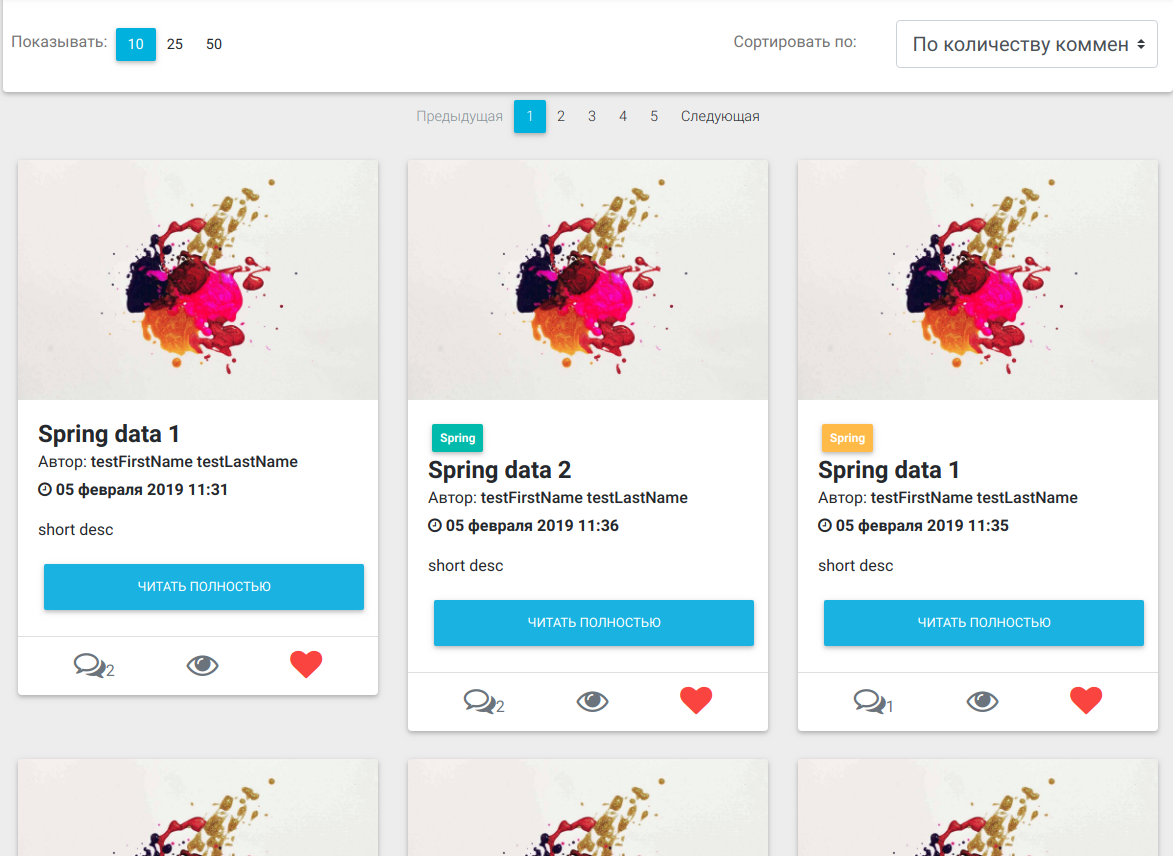 Показывать: 10 25 50
Сортировать по: По количеству коммен
Предыдущая 1 2 3 4 5 Следующая
Spring data 1
Автор: testFirstName testLastName
05 февраля 2019 11:31
short desc
ЧИТАТЬ ПОЛНОСТЬЮ
2
Spring
Spring data 2
Автор: testFirstName testLastName
05 февраля 2019 11:36
short desc
ЧИТАТЬ ПОЛНОСТЬЮ
2
Spring
Spring data 1
Автор: testFirstName testLastName
05 февраля 2019 11:35
short desc
ЧИТАТЬ ПОЛНОСТЬЮ
1